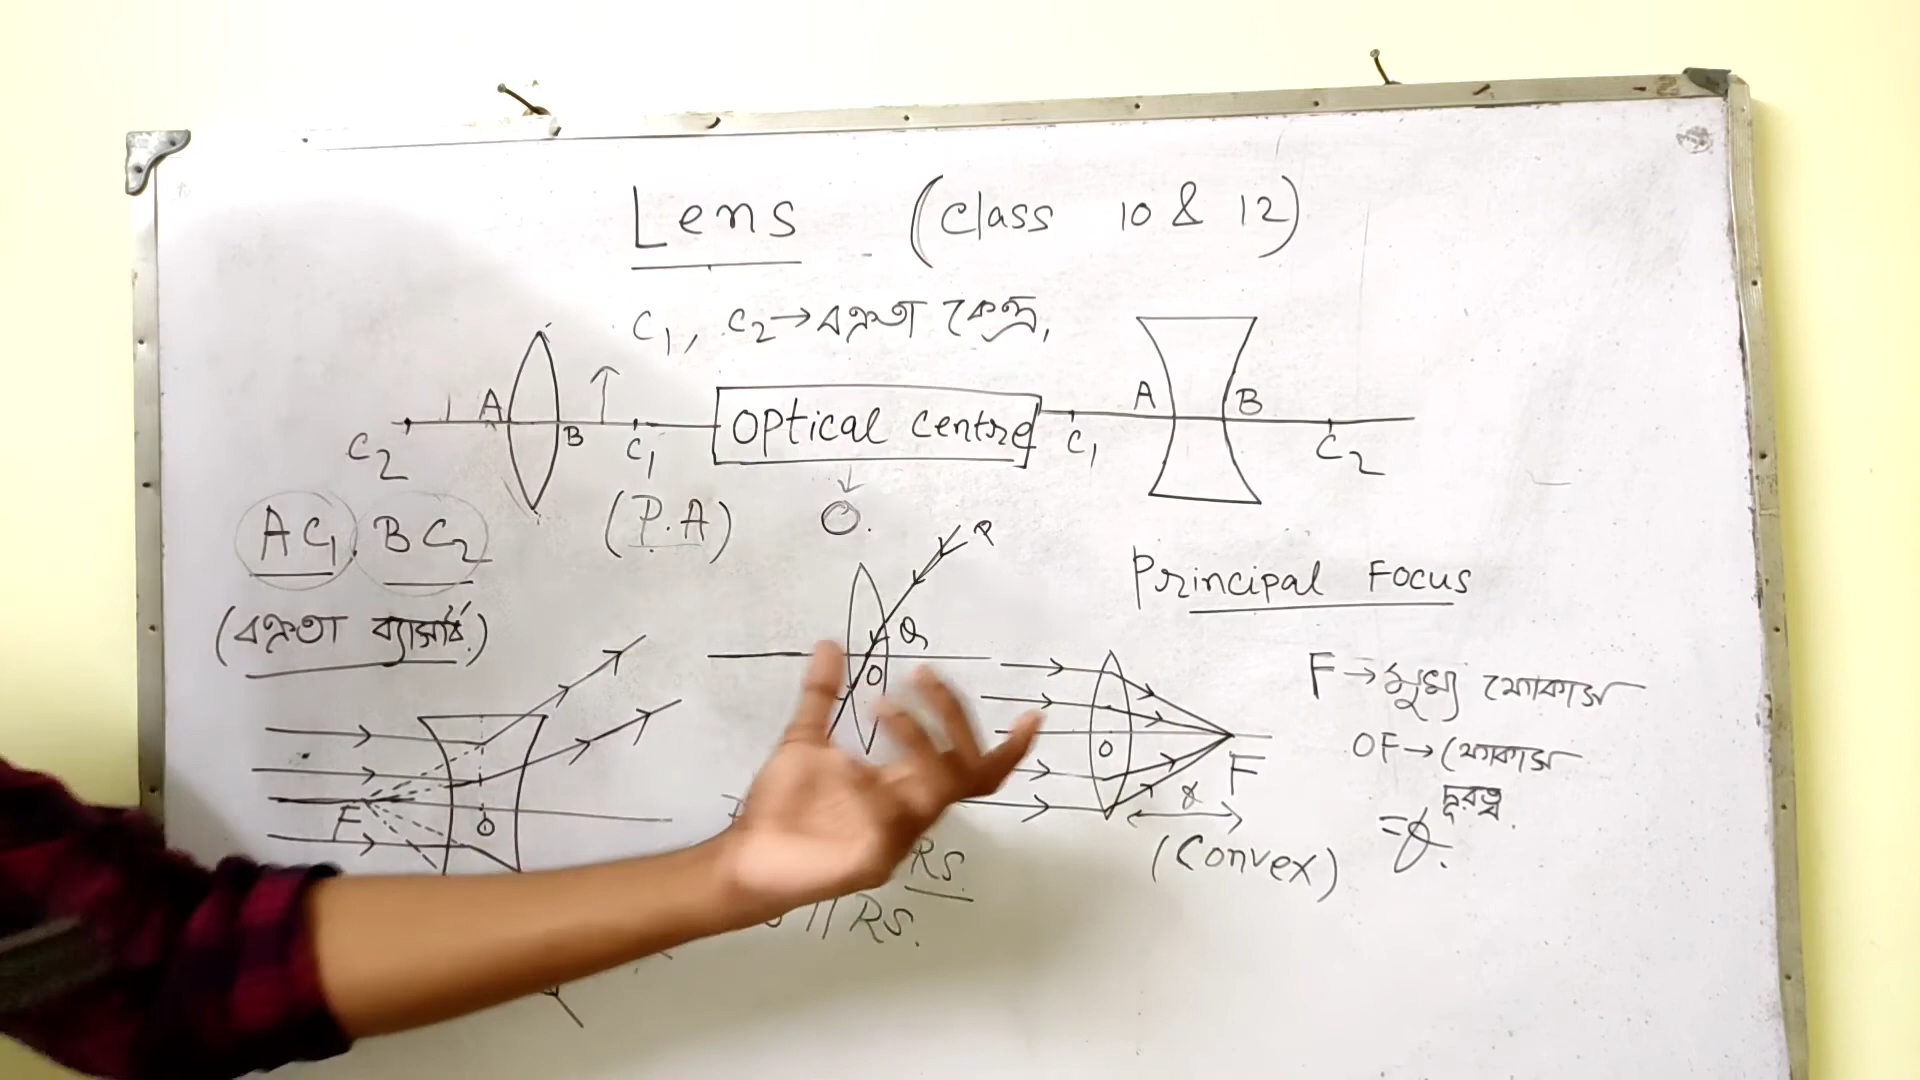 Lens (Class 10 & 12)
C1, C2→বক্রতা কেন্দ্র,
A B C1 C2
Optical Centre
A B C1 C2
(P.A)
O.
AC1, BC2
(বক্রতা ব্যাসার্ধ)
P
Q
O
Principal Focus
F→মুখ্য ফোকাস
OF→ফোকাস
দূরত্ব.
=f.
O F
(Convex)
F O
RS.
// RS.